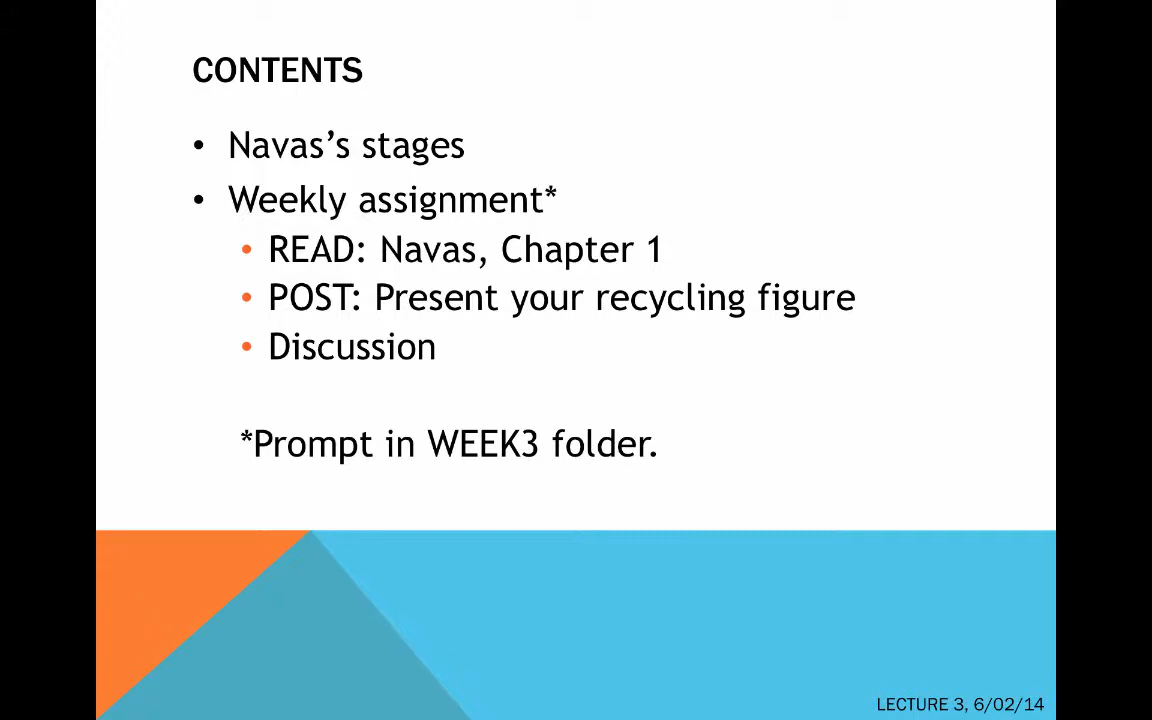 CONTENTS
• Navas’s stages
• Weekly assignment*
• READ: Navas, Chapter 1
• POST: Present your recycling figure
• Discussion
*Prompt in WEEK3 folder.
LECTURE 3, 6/02/14